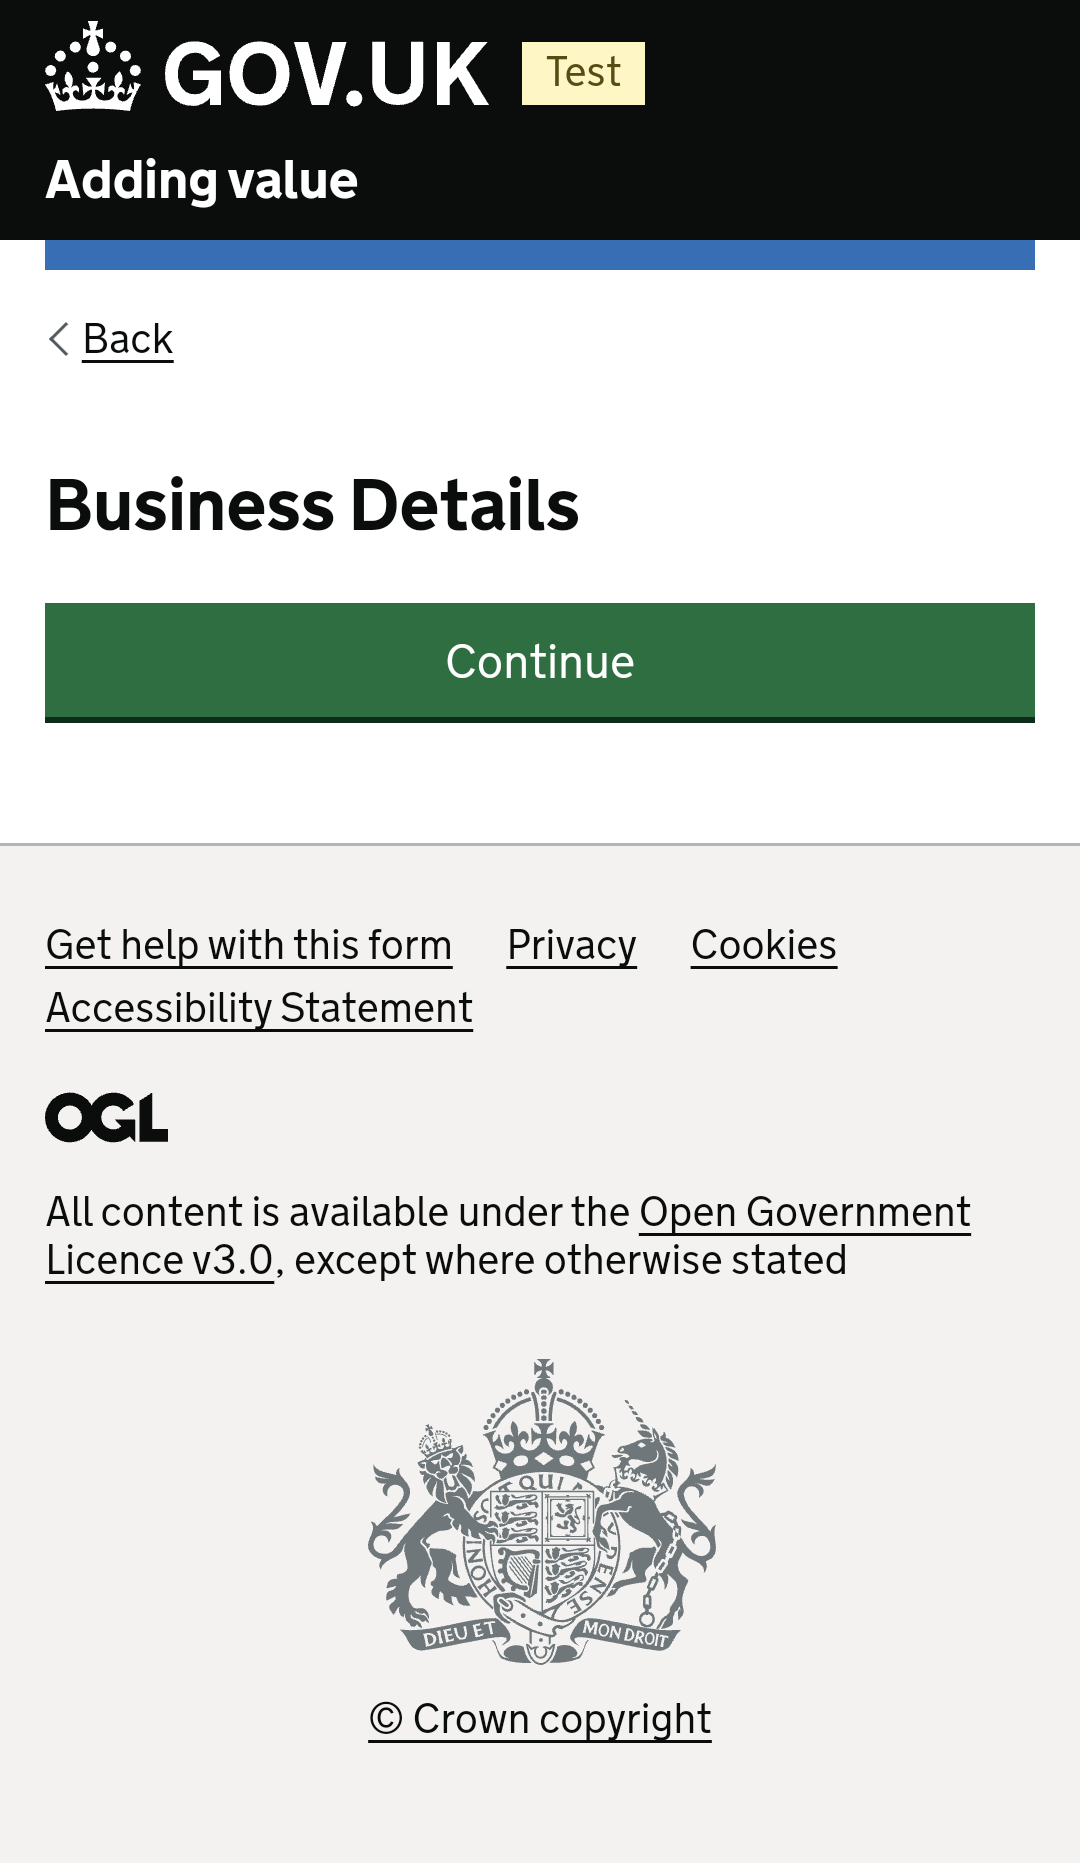 GOV.UK Test
Adding value
Back
Business Details
Continue
Get help with this form Privacy Cookies
Accessibility Statement
OGL
All content is available under the Open Government
Licence v3.0, except where otherwise stated
QUI
HONI
PENSE
DIEU ET MON DROIT
© Crown copyright